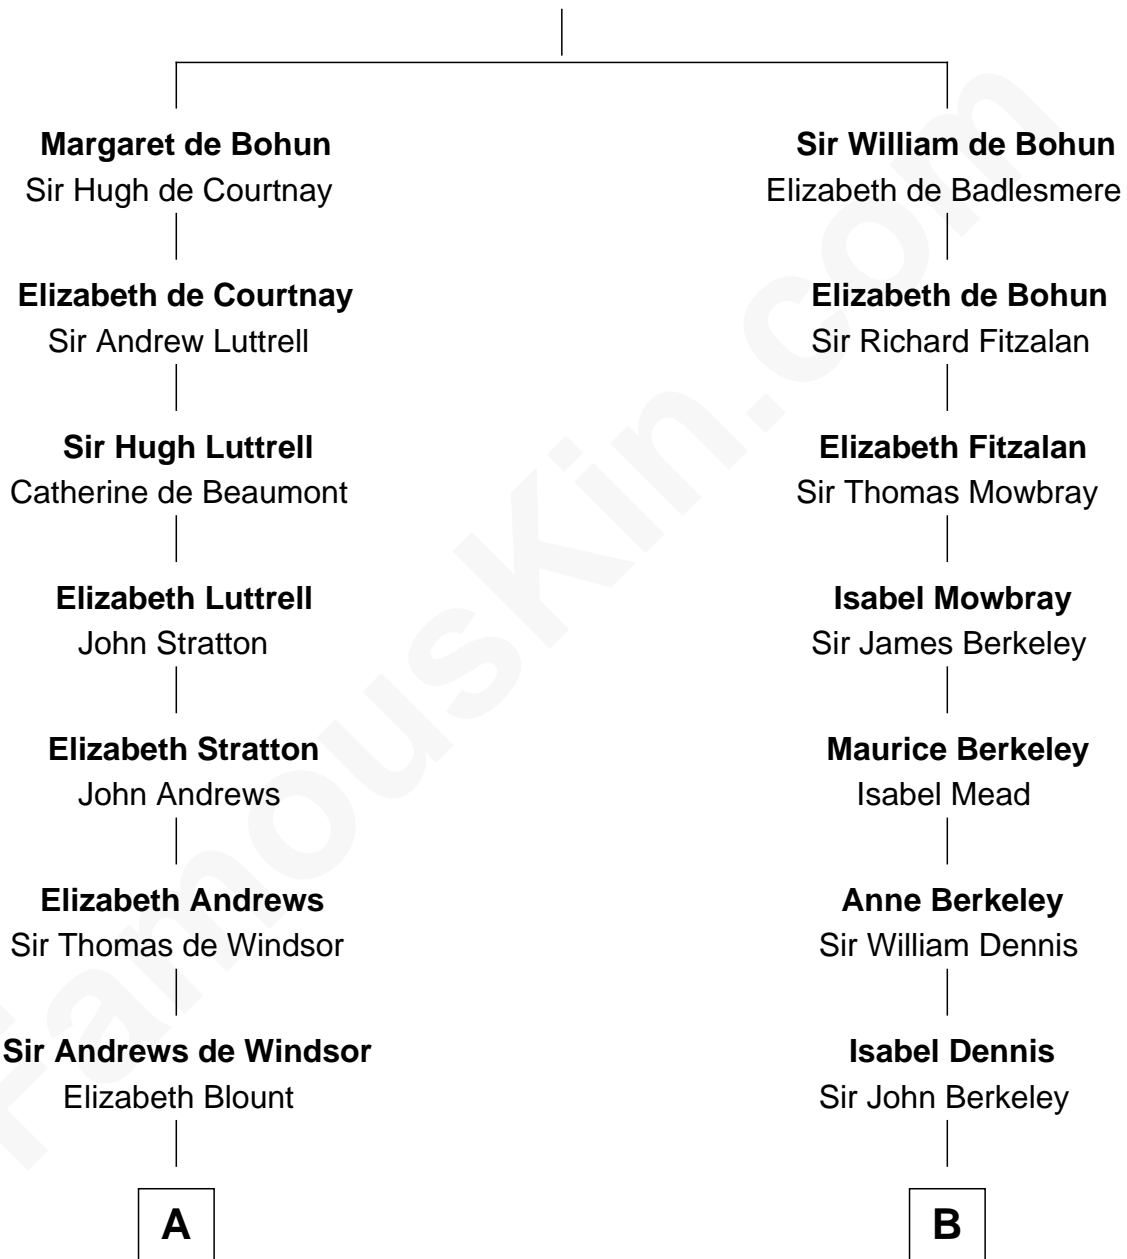 Margaret de Bohun
Sir Hugh de Courtnay
Elizabeth de Courtnay
Sir Andrew Luttrell
Sir Hugh Luttrell
Catherine de Beaumont
Elizabeth Luttrell
John Stratton
Elizabeth Stratton
John Andrews
Elizabeth Andrews
Sir Thomas de Windsor
Sir Andrews de Windsor
Elizabeth Blount
A
Sir William de Bohun
Elizabeth de Badlesmere
Elizabeth de Bohun
Sir Richard Fitzalan
Elizabeth Fitzalan
Sir Thomas Mowbray
Isabel Mowbray
Sir James Berkeley
Maurice Berkeley
Isabel Mead
Anne Berkeley
Sir William Dennis
Isabel Dennis
Sir John Berkeley
B
FamousKin.com